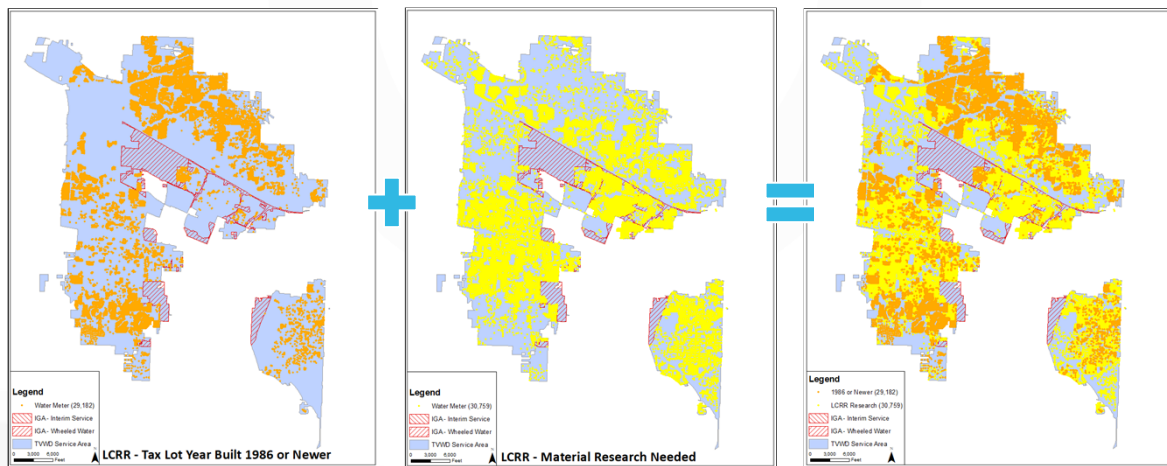 Legend
Water Meter (29,182)
IGA - Interim Service
IGA - Wheeled Water
TVWD Service Area
0 3,000 6,000
Feet
LCRR - Tax Lot Year Built 1986 or Newer
Legend
Water Meter (30,759)
IGA - Interim Service
IGA - Wheeled Water
TVWD Service Area
0 3,000 6,000
Feet
LCRR - Material Research Needed
Legend
1986 or Newer (29,182)
LCRR Research (30,759)
IGA - Interim Service
IGA - Wheeled Water
TVWD Service Area
0 3,000 6,000
Feet